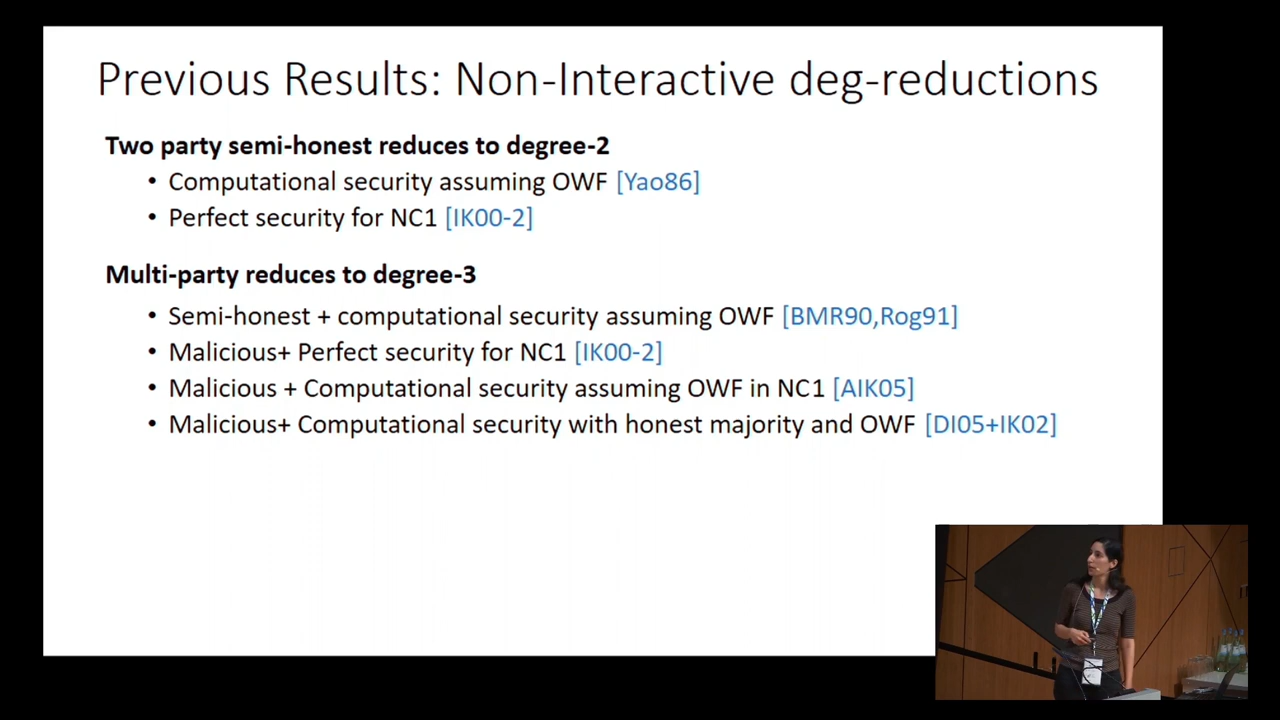 Previous Results: Non-Interactive deg-reductions
Two party semi-honest reduces to degree-2
• Computational security assuming OWF [Yao86]
• Perfect security for NC1 [IK00-2]
Multi-party reduces to degree-3
• Semi-honest + computational security assuming OWF [BMR90,Rog91]
• Malicious+ Perfect security for NC1 [IK00-2]
• Malicious + Computational security assuming OWF in NC1 [AIK05]
• Malicious+ Computational security with honest majority and OWF [DI05+IK02]